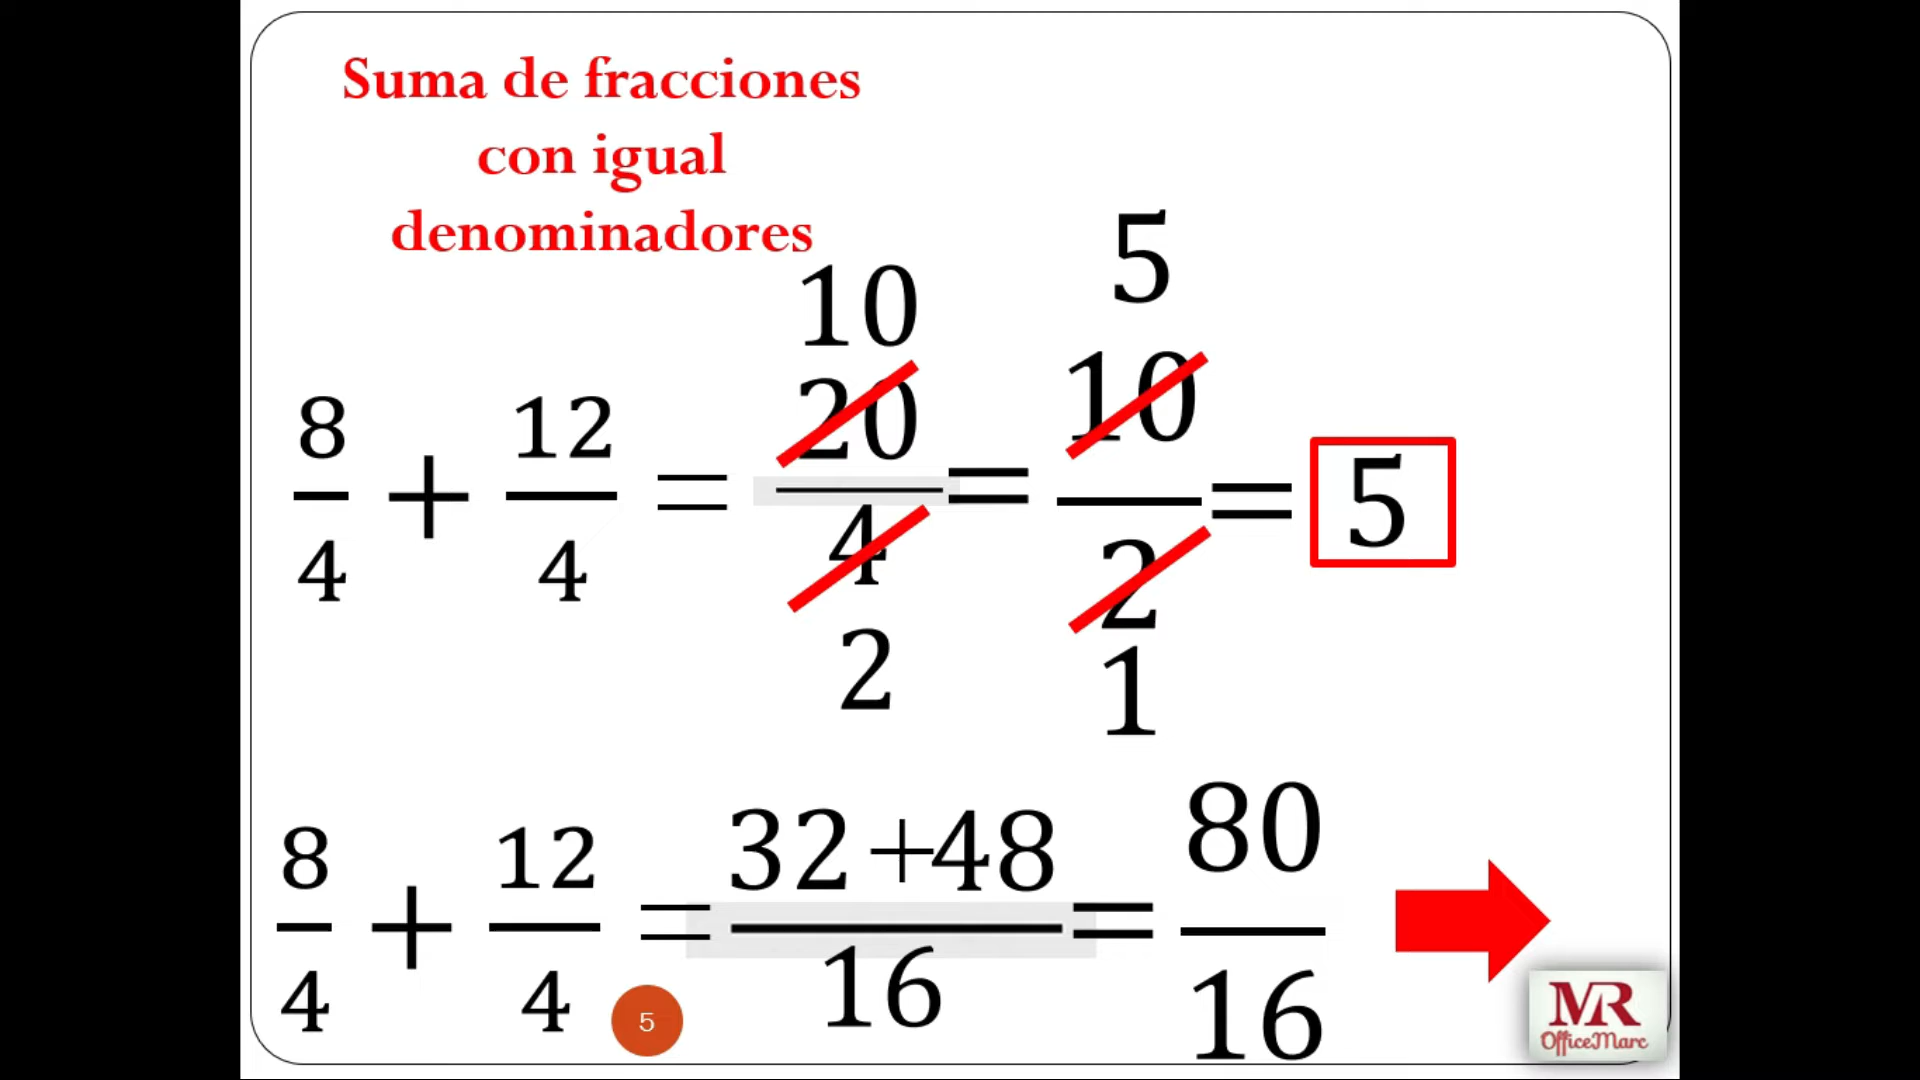 Suma de fracciones
con igual
denominadores
8/4 + 12/4 = 10 20/4 2 = 5 10/2 1 = 5
8/4 + 12/4 = 32+48/16 = 80/16
5
MR
OfficeMarc